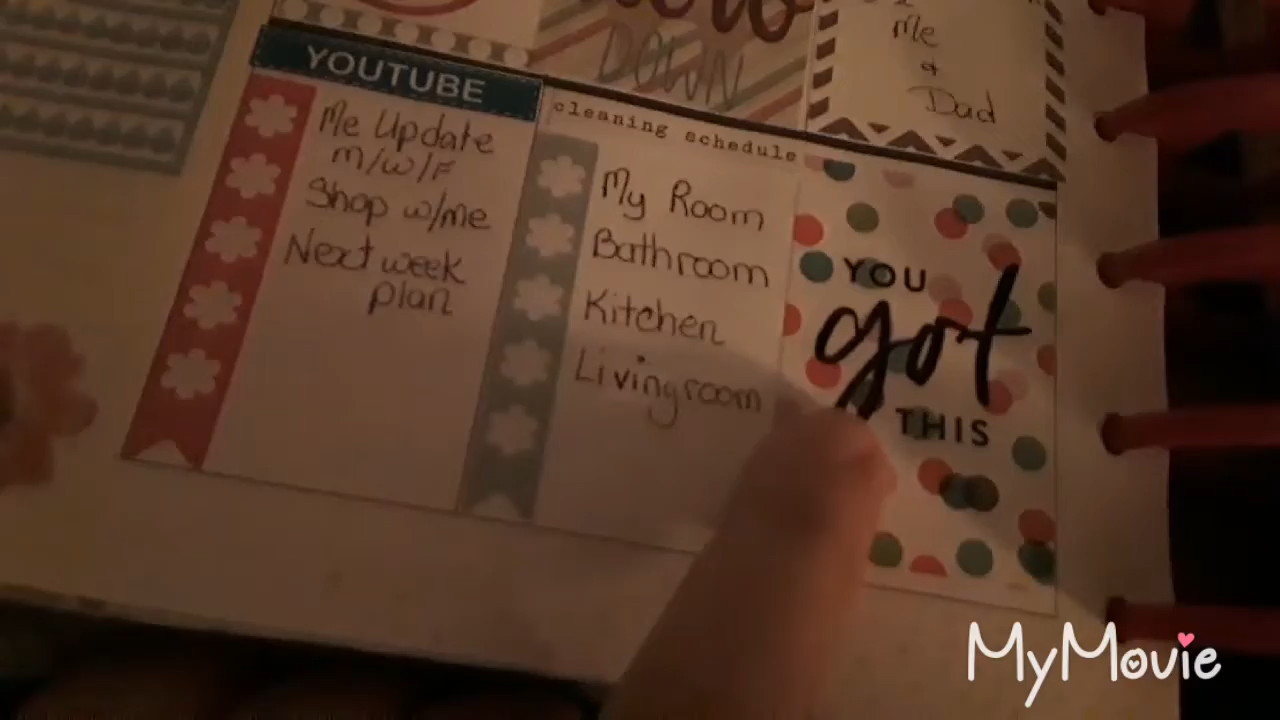 DOWN
Me
&
Dad
YOUTUBE
Me Update
m/w/F
Shop w/me
Next week
plan
cleaning schedule
My Room
Bathroom
Kitchen
Livingroom
YOU
got
THIS
MyMovie